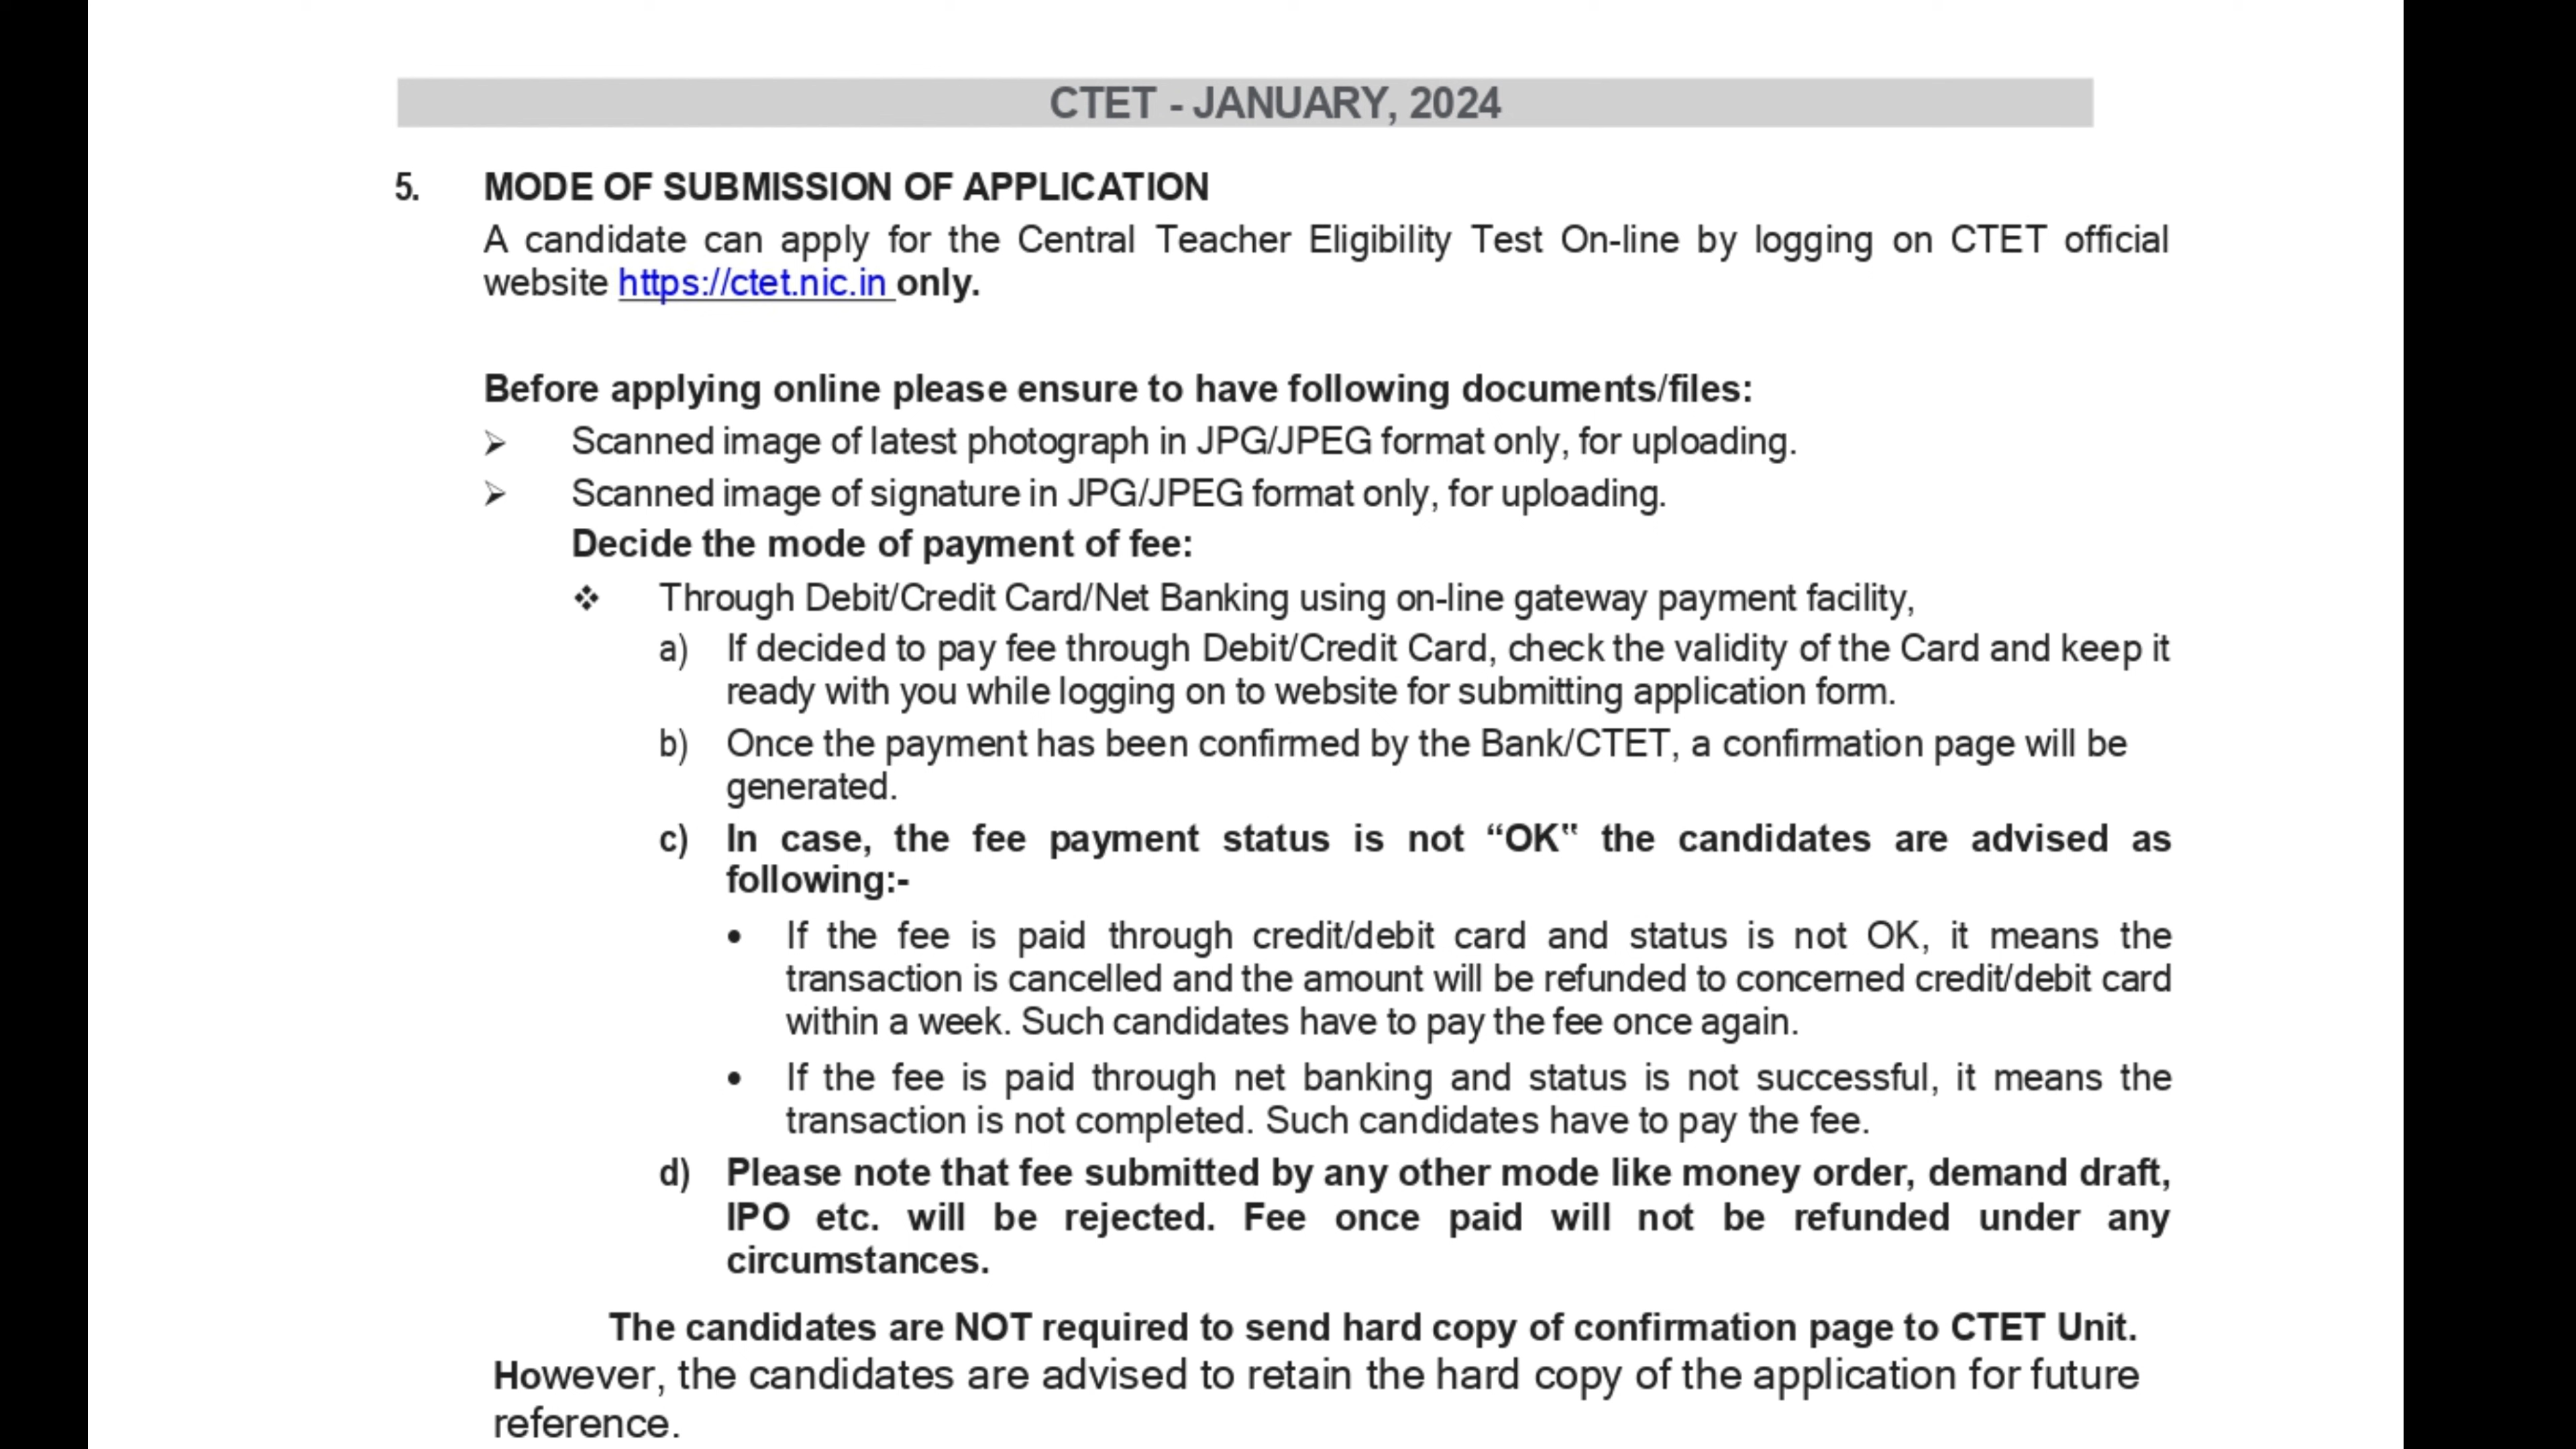 CTET - JANUARY, 2024
5. MODE OF SUBMISSION OF APPLICATION
A candidate can apply for the Central Teacher Eligibility Test On-line by logging on CTET official
website https://ctet.nic.in only.
Before applying online please ensure to have following documents/files:
➢ Scanned image of latest photograph in JPG/JPEG format only, for uploading.
➢ Scanned image of signature in JPG/JPEG format only, for uploading.
Decide the mode of payment of fee:
❖ Through Debit/Credit Card/Net Banking using on-line gateway payment facility,
a) If decided to pay fee through Debit/Credit Card, check the validity of the Card and keep it
ready with you while logging on to website for submitting application form.
b) Once the payment has been confirmed by the Bank/CTET, a confirmation page will be
generated.
c) In case, the fee payment status is not “OK‟ the candidates are advised as
following:-
• If the fee is paid through credit/debit card and status is not OK, it means the
transaction is cancelled and the amount will be refunded to concerned credit/debit card
within a week. Such candidates have to pay the fee once again.
• If the fee is paid through net banking and status is not successful, it means the
transaction is not completed. Such candidates have to pay the fee.
d) Please note that fee submitted by any other mode like money order, demand draft,
IPO etc. will be rejected. Fee once paid will not be refunded under any
circumstances.
The candidates are NOT required to send hard copy of confirmation page to CTET Unit.
However, the candidates are advised to retain the hard copy of the application for future
reference.